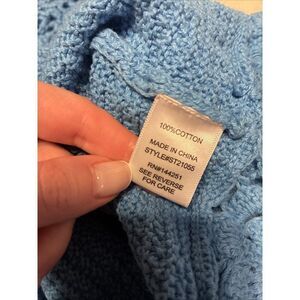 100%COTTON
MADE IN CHINA
STYLE#ST21055
RN#144251
SEE REVERSE
FOR CARE